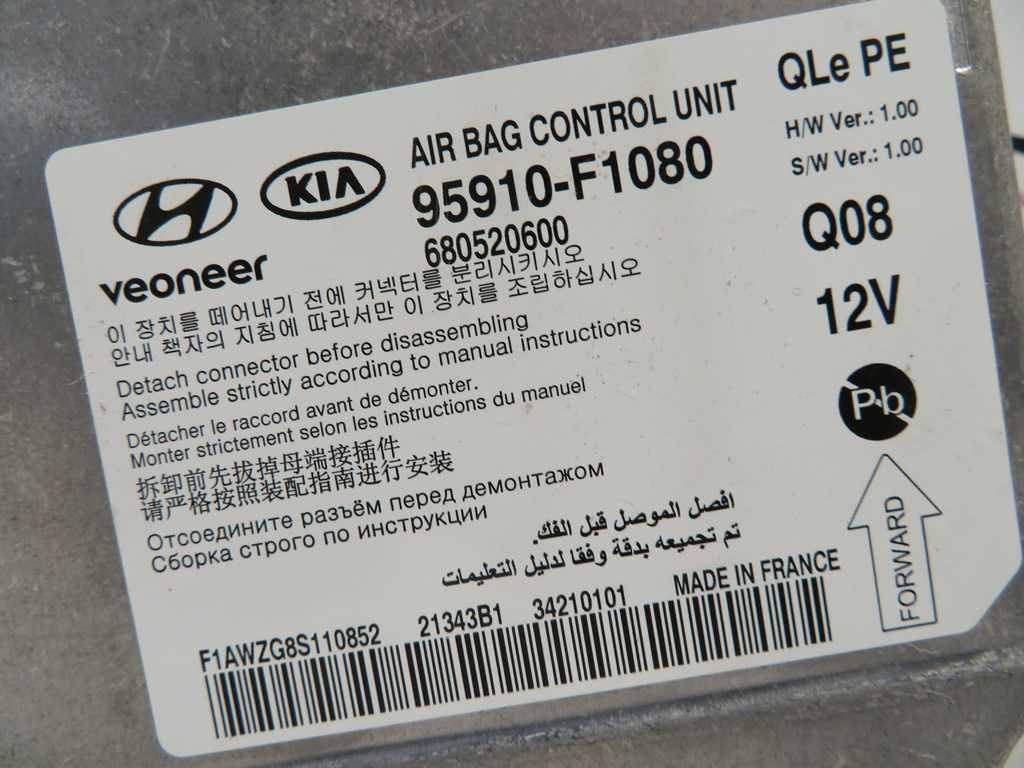 QLe PE
AIR BAG CONTROL UNIT
H/W Ver.: 1.00
KIA
95910-F1080
S/W Ver.: 1.00
680520600
Q08
veoneer
12V
이 장치를 떼어내기 전에 커넥터를 분리시키시오
안내 책자의 지침에 따라서만 이 장치를 조립하십시오
Detach connector before disassembling
Assemble strictly according to manual instructions
Pb
Détacher le raccord avant de démonter.
Monter strictement selon les instructions du manuel
拆卸前先拔掉母端接插件
请严格按照装配指南进行安装
Отсоедините разъём перед демонтажом
Сборка строго по инструкции
افصل الموصل قبل الفك.
تم تجميعه بدقة وفقا لدليل التعليمات
FORWARD
F1AWZG8S110852 21343B1 34210101 MADE IN FRANCE